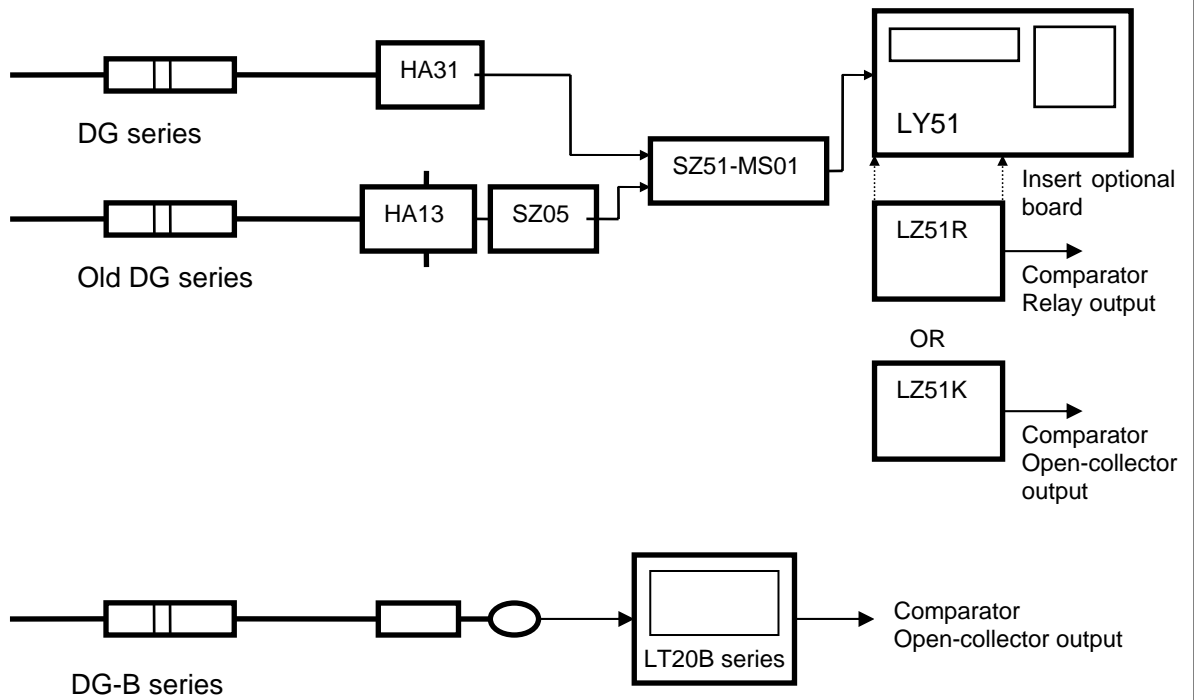 HA31
DG series
LY51
SZ51-MS01
Insert optional
board
HA13
SZ05
LZ51R
Old DG series
Comparator
Relay output
OR
LZ51K
Comparator
Open-collector
output
Comparator
Open-collector output
LT20B series
DG-B series